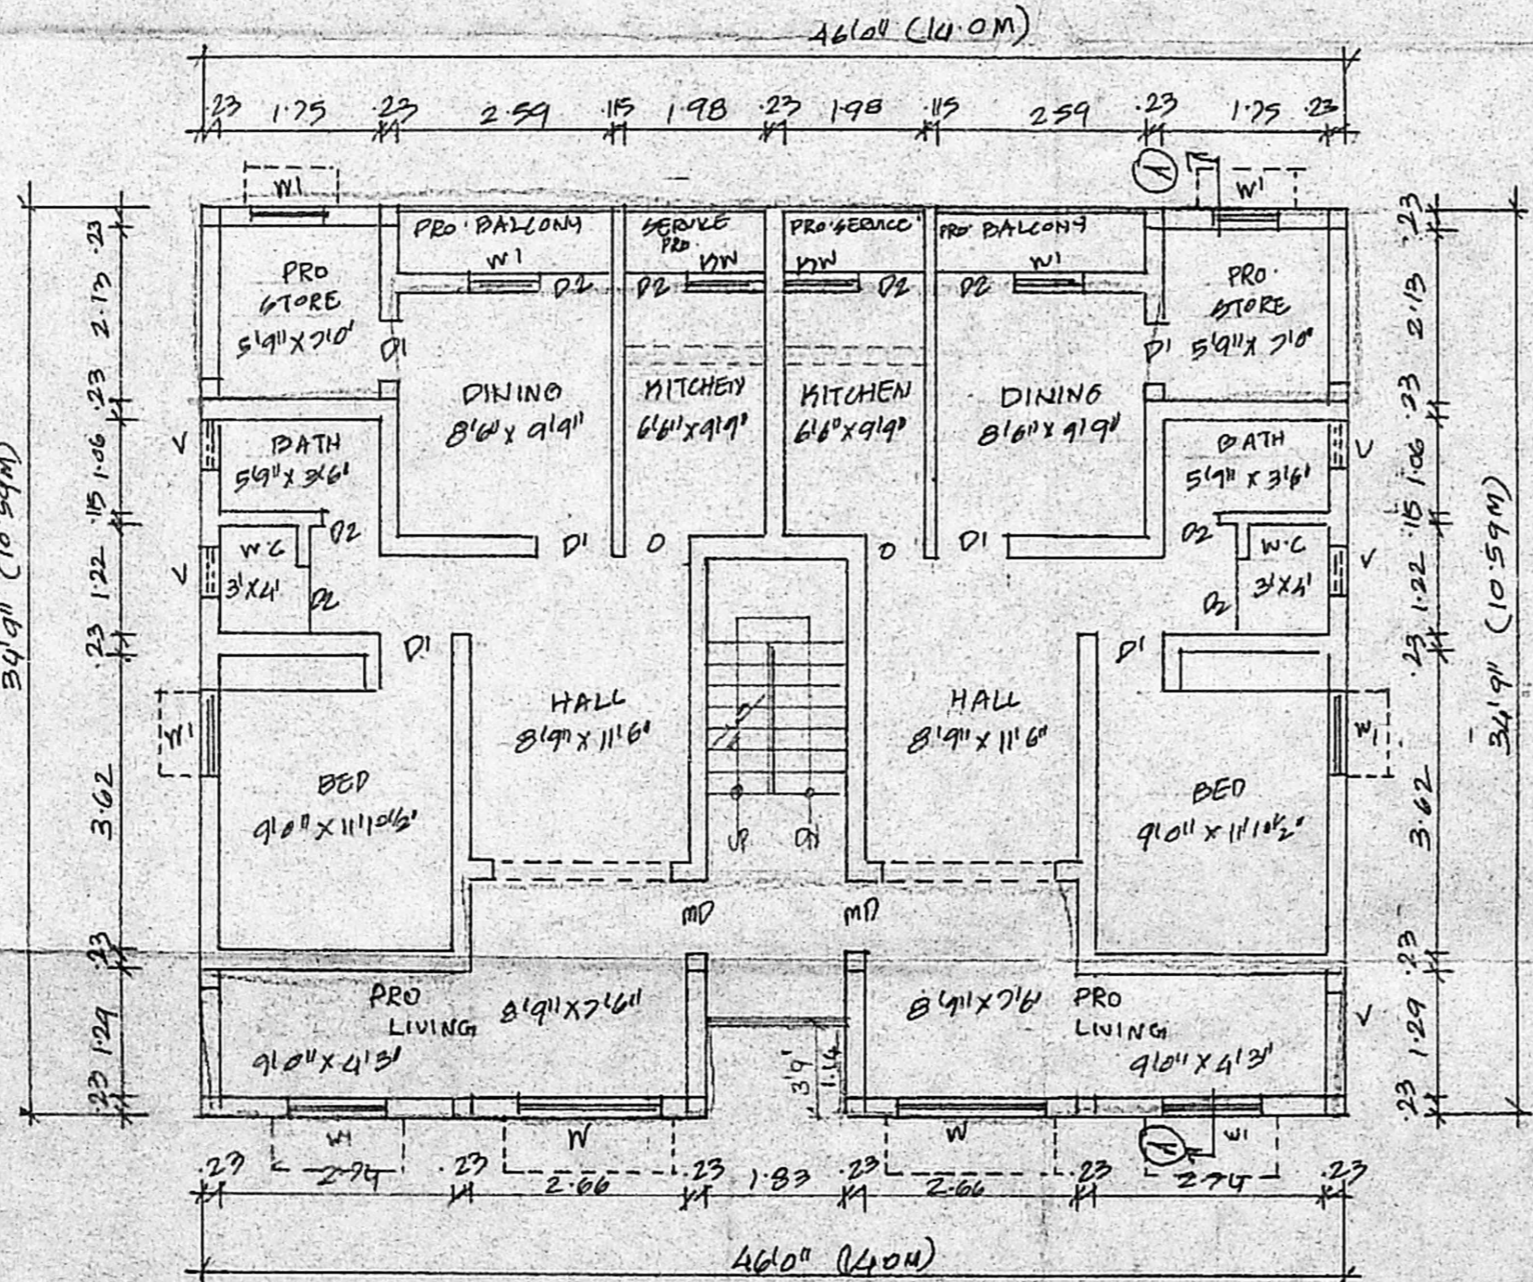 46'0" (14.0M)
.23 1.75 .23 2.59 .115 1.98 .23 1.98 .115 2.59 .23 1.75 .23
1
W1 W1
PRO. BALCONY SERVICE PRO. PRO. SERVICE PRO. BALCONY
W1 D2 D2 KW KW D2 D2 W1
PRO STORE 5'9"X7'0" D1
D1 PRO. STORE 5'9"X7'0"
DINING 8'6"X9'9"
KITCHEN 6'6"X9'9"
KITCHEN 6'6"X9'9"
DINING 8'6"X9'9"
V BATH 5'9"X3'6" D2
BATH 5'9"X3'6" D2 V
D1 O O D1
V W.C 3'X4' D2
W.C 3'X4' D2 V
D1 D1
HALL 8'9"X11'6"
HALL 8'9"X11'6"
W1 W1
BED 9'0"X11'10½"
BED 9'0"X11'10½"
UP
MD MD
PRO LIVING 8'9"X7'6"
9'0"X4'3"
8'9"X7'6" PRO LIVING V
9'0"X4'3"
3'9"
1.14
W1 W W 1 W1
.23 2.74 .23 2.66 .23 1.83 .23 2.66 .23 2.74 .23
46'0" (14.0M)
.23 2.13 .23 1.06 .115 1.22 .23 3.62 .23 1.29 .23
34'9" (10.59M)
.23 2.13 .23 1.06 .115 1.22 .23 3.62 .23 1.29 .23
34'9" (10.59M)